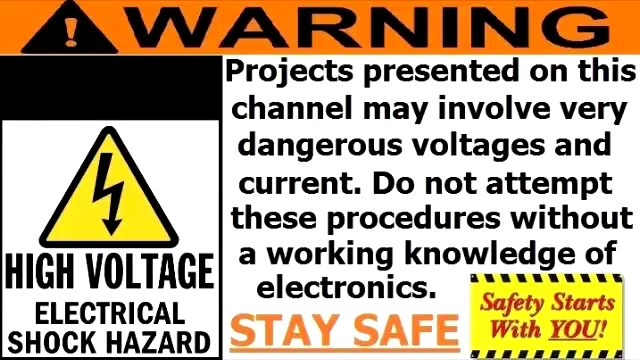 WARNING
Projects presented on this
channel may involve very
dangerous voltages and
current. Do not attempt
these procedures without
a working knowledge of
electronics.
HIGH VOLTAGE
ELECTRICAL
SHOCK HAZARD
STAY SAFE
Safety Starts
With YOU!